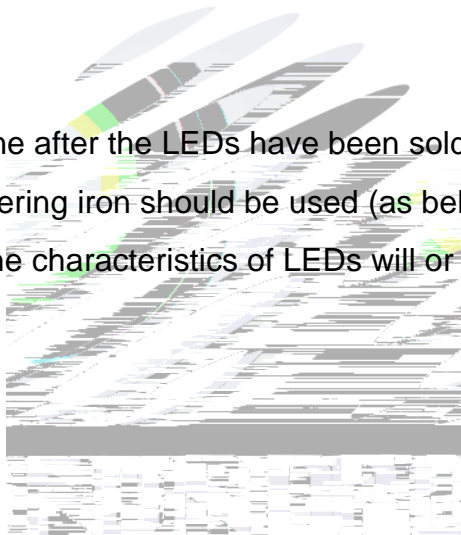 ne after the LEDs have been sold
ering iron should be used (as bel
ne characteristics of LEDs will or